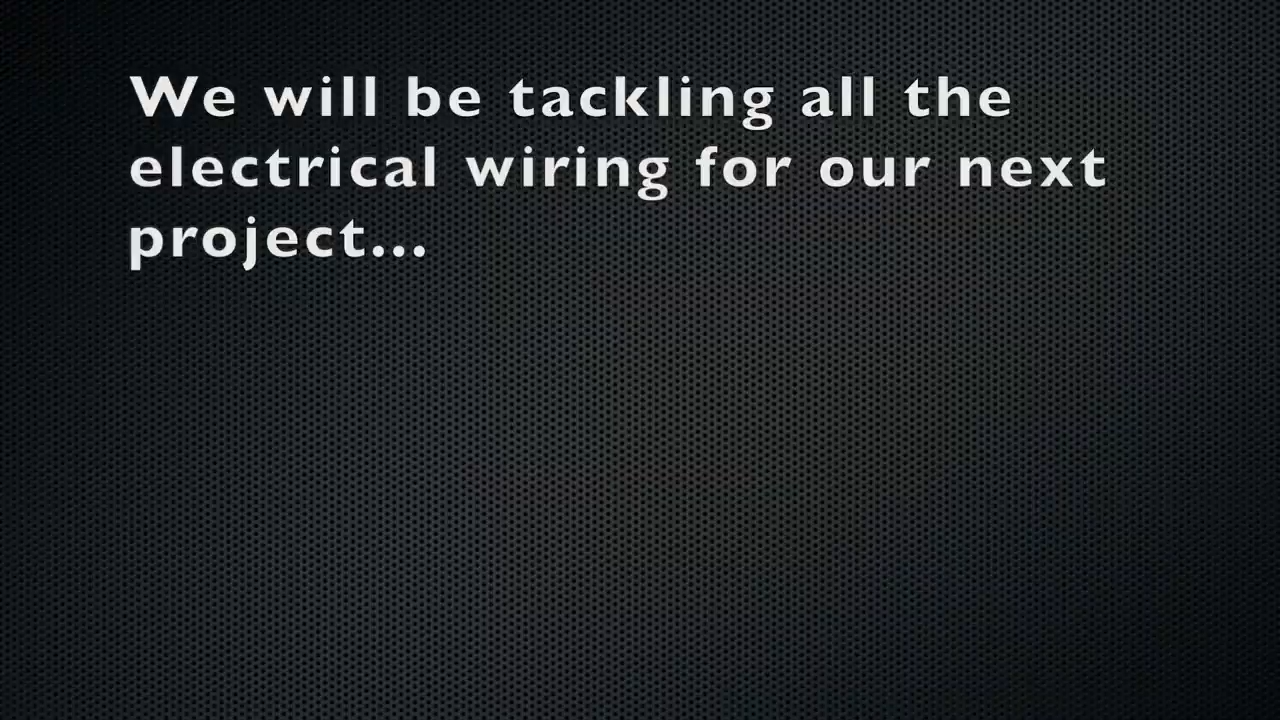 We will be tackling all the
electrical wiring for our next
project...